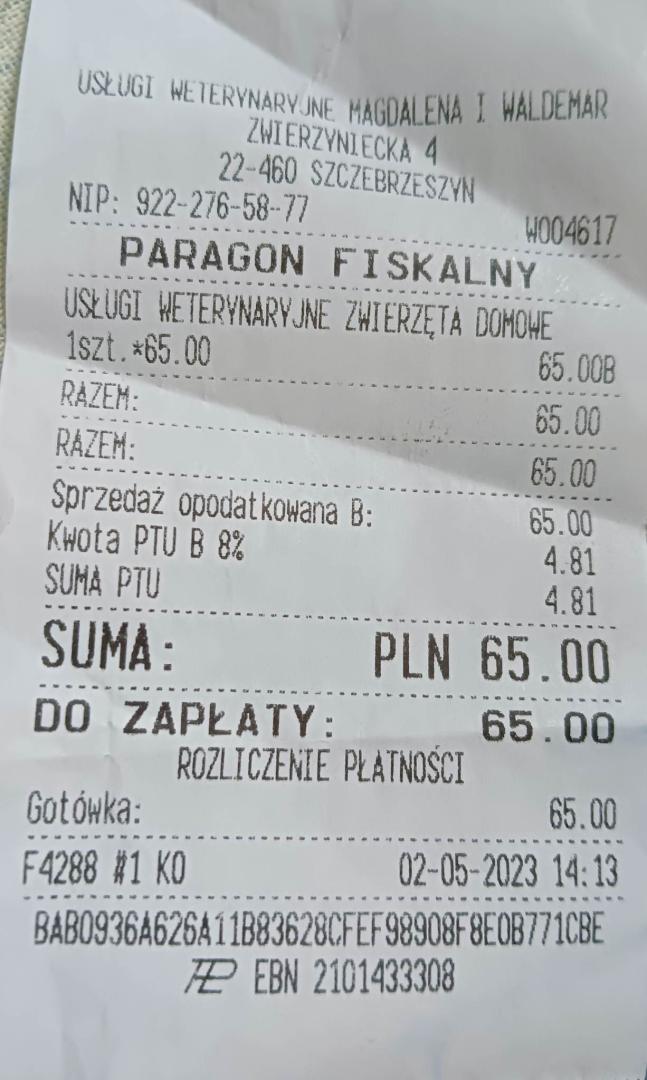 USŁUGI WETERYNARYJNE MAGDALENA I WALDEMAR
ZWIERZYNIECKA 4
22-460 SZCZEBRZESZYN
NIP: 922-276-58-77 W004617
PARAGON FISKALNY
USŁUGI WETERYNARYJNE ZWIERZĘTA DOMOWE
1szt.*65.00 65.00B
RAZEM: 65.00
RAZEM: 65.00
Sprzedaż opodatkowana B: 65.00
Kwota PTU B 8% 4.81
SUMA PTU 4.81
SUMA: PLN 65.00
DO ZAPŁATY: 65.00
ROZLICZENIE PŁATNOŚCI
Gotówka: 65.00
F4288 #1 KO 02-05-2023 14:13
BAB0936A626A11B83628CFEF98908F8E0B771CBE
EBN 2101433308